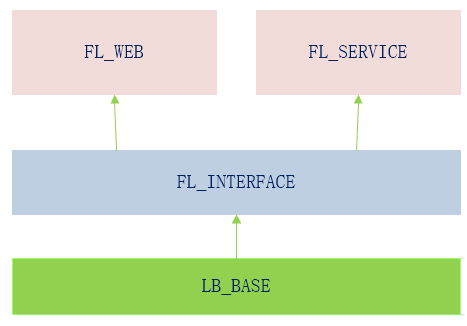 FL_WEB
FL_SERVICE
FL_INTERFACE
LB_BASE